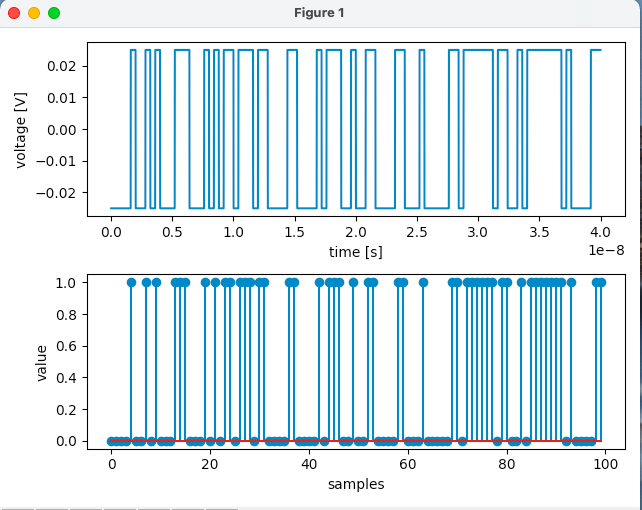 Figure 1
0.02
0.01
0.00
−0.01
−0.02
voltage [V]
0.0 0.5 1.0 1.5 2.0 2.5 3.0 3.5 4.0
time [s]
1e−8
1.0
0.8
0.6
0.4
0.2
0.0
value
0 20 40 60 80 100
samples